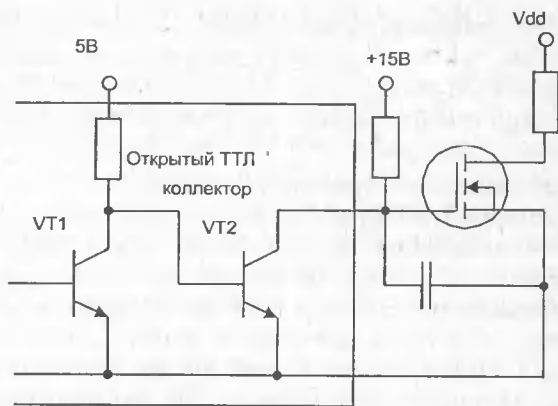 Vdd
5В
+15В
Открытый ТТЛ
коллектор
VT1
VT2